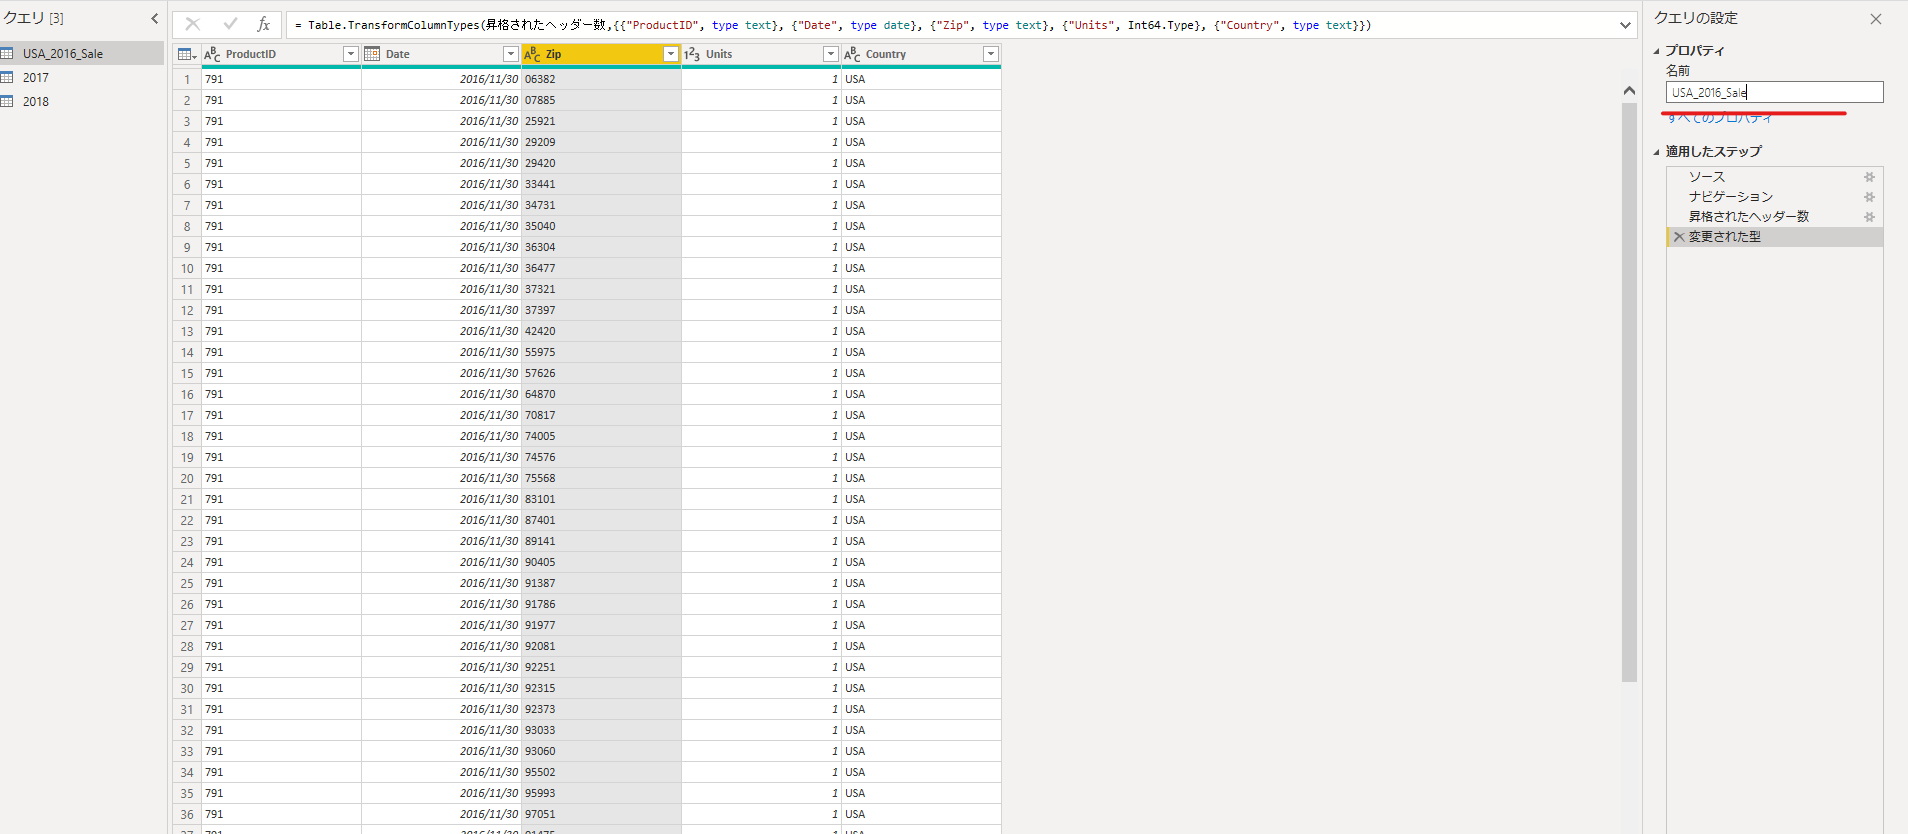 クエリ [3]
USA_2016_Sale
2017
2018
fx
= Table.TransformColumnTypes(昇格されたヘッダー数,{{"ProductID", type text}, {"Date", type date}, {"Zip", type text}, {"Units", Int64.Type}, {"Country", type text}})
ABC ProductID Date ABC Zip 123 Units ABC Country
1 791 2016/11/30 06382 1 USA
2 791 2016/11/30 07885 1 USA
3 791 2016/11/30 25921 1 USA
4 791 2016/11/30 29209 1 USA
5 791 2016/11/30 29420 1 USA
6 791 2016/11/30 33441 1 USA
7 791 2016/11/30 34731 1 USA
8 791 2016/11/30 35040 1 USA
9 791 2016/11/30 36304 1 USA
10 791 2016/11/30 36477 1 USA
11 791 2016/11/30 37321 1 USA
12 791 2016/11/30 37397 1 USA
13 791 2016/11/30 42420 1 USA
14 791 2016/11/30 55975 1 USA
15 791 2016/11/30 57626 1 USA
16 791 2016/11/30 64870 1 USA
17 791 2016/11/30 70817 1 USA
18 791 2016/11/30 74005 1 USA
19 791 2016/11/30 74576 1 USA
20 791 2016/11/30 75568 1 USA
21 791 2016/11/30 83101 1 USA
22 791 2016/11/30 87401 1 USA
23 791 2016/11/30 89141 1 USA
24 791 2016/11/30 90405 1 USA
25 791 2016/11/30 91387 1 USA
26 791 2016/11/30 91786 1 USA
27 791 2016/11/30 91977 1 USA
28 791 2016/11/30 92081 1 USA
29 791 2016/11/30 92251 1 USA
30 791 2016/11/30 92315 1 USA
31 791 2016/11/30 92373 1 USA
32 791 2016/11/30 93033 1 USA
33 791 2016/11/30 93060 1 USA
34 791 2016/11/30 95502 1 USA
35 791 2016/11/30 95993 1 USA
36 791 2016/11/30 97051 1 USA
クエリの設定
プロパティ
名前
USA_2016_Sale
すべてのプロパティ
適用したステップ
ソース
ナビゲーション
昇格されたヘッダー数
変更された型